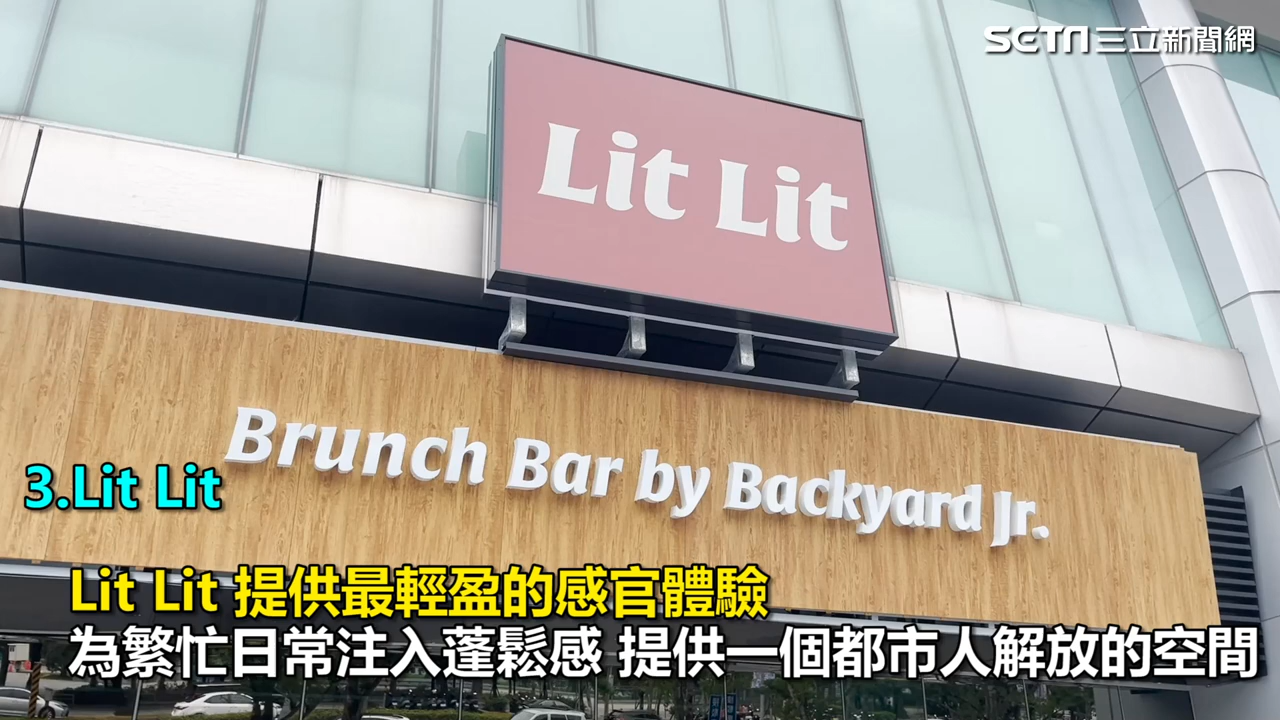 SETN三立新聞網
Lit Lit
Brunch Bar by Backyard Jr.
3.Lit Lit
Lit Lit 提供最輕盈的感官體驗
為繁忙日常注入蓬鬆感 提供一個都市人解放的空間